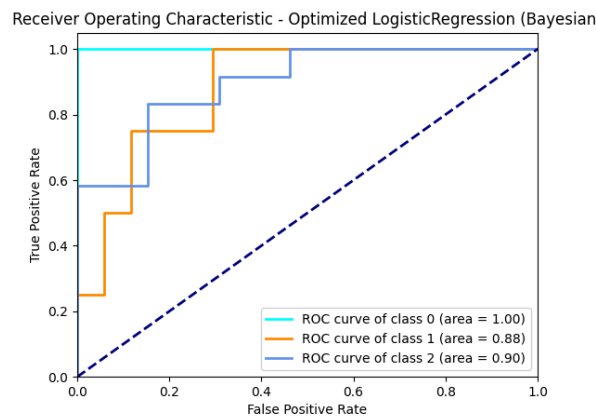 Receiver Operating Characteristic - Optimized LogisticRegression (Bayesian
1.0
0.8
0.6
0.4
0.2
0.0
True Positive Rate
ROC curve of class 0 (area = 1.00)
ROC curve of class 1 (area = 0.88)
ROC curve of class 2 (area = 0.90)
0.0 0.2 0.4 0.6 0.8 1.0
False Positive Rate